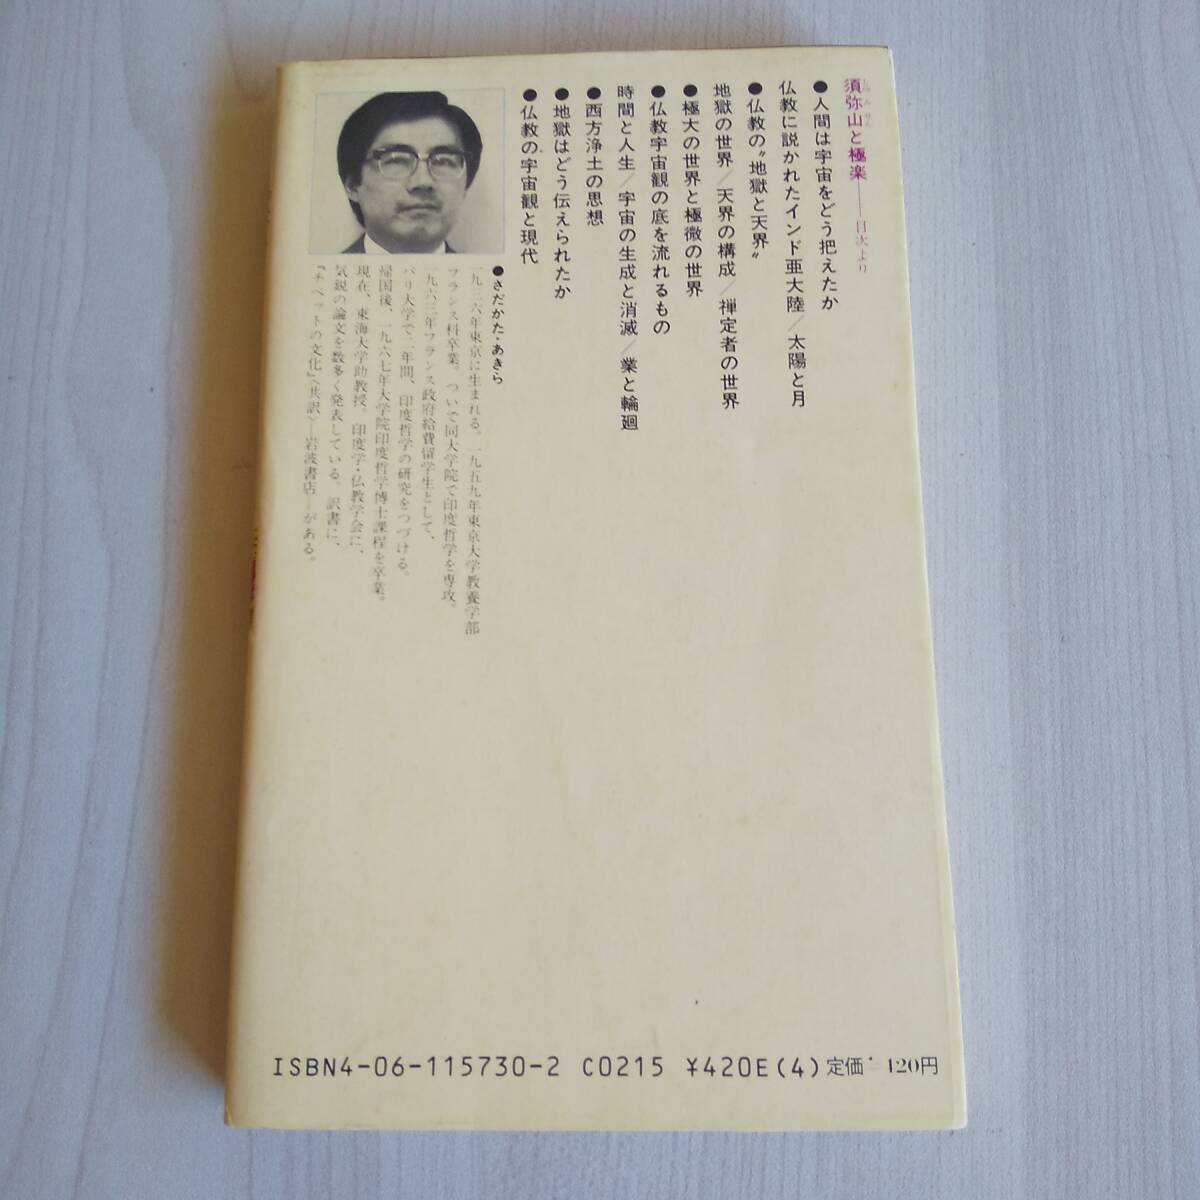 須弥山と極楽——目次より
しゅみせん
●人間は宇宙をどう把えたか
仏教に説かれたインド亜大陸／太陽と月
●仏教の〝地獄と天界〟
地獄の世界／天界の構成／禅定者の世界
●極大の世界と極微の世界
●仏教宇宙観の底を流れるもの
時間と人生／宇宙の生成と消滅／業と輪廻
●西方浄土の思想
●地獄はどう伝えられたか
●仏教の宇宙観と現代
●さだかた・あきら
一九三六年東京に生まれる。一九五九年東京大学教養学部
フランス科卒業。ついで同大学院で印度哲学を専攻。
一九六三年フランス政府給費留学生として、
パリ大学で二年間、印度哲学の研究をつづける。
帰国後、一九六七年大学院印度哲学博士課程を卒業。
現在、東海大学助教授。印度学・仏教学会に、
気鋭の論文を数多く発表している。訳書に、
『チベットの文化』〈共訳〉—岩波書店—がある。
ISBN4-06-115730-2 C0215 ¥420E(4) 定価 420円